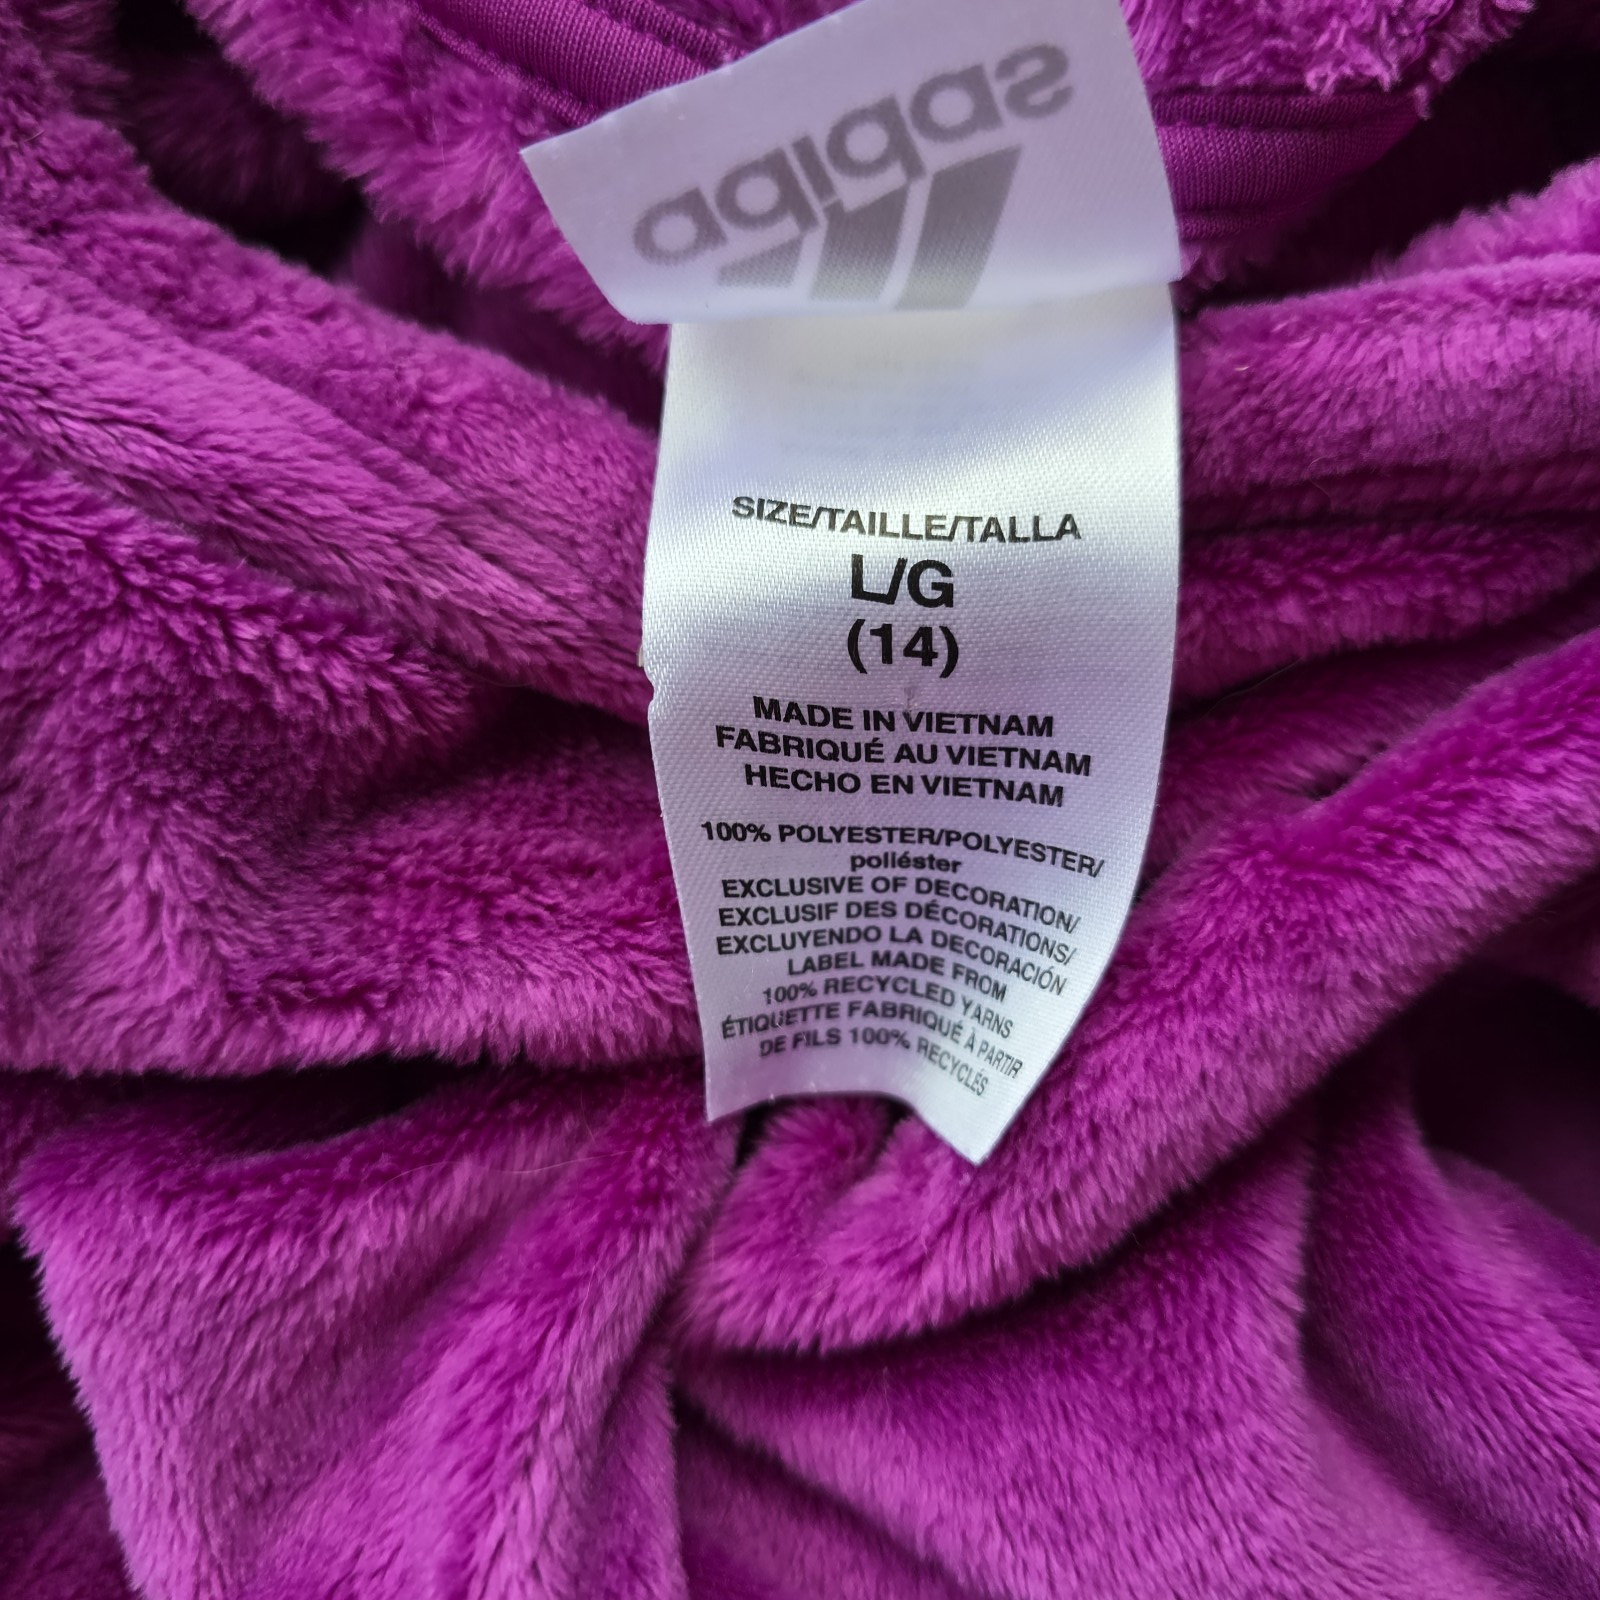 adidas
SIZE/TAILLE/TALLA
L/G
(14)
MADE IN VIETNAM
FABRIQUÉ AU VIETNAM
HECHO EN VIETNAM
100% POLYESTER/POLYESTER/
poliéster
EXCLUSIVE OF DECORATION/
EXCLUSIF DES DÉCORATIONS/
EXCLUYENDO LA DECORACIÓN
LABEL MADE FROM
100% RECYCLED YARNS
ÉTIQUETTE FABRIQUÉ À PARTIR
DE FILS 100% RECYCLÉS